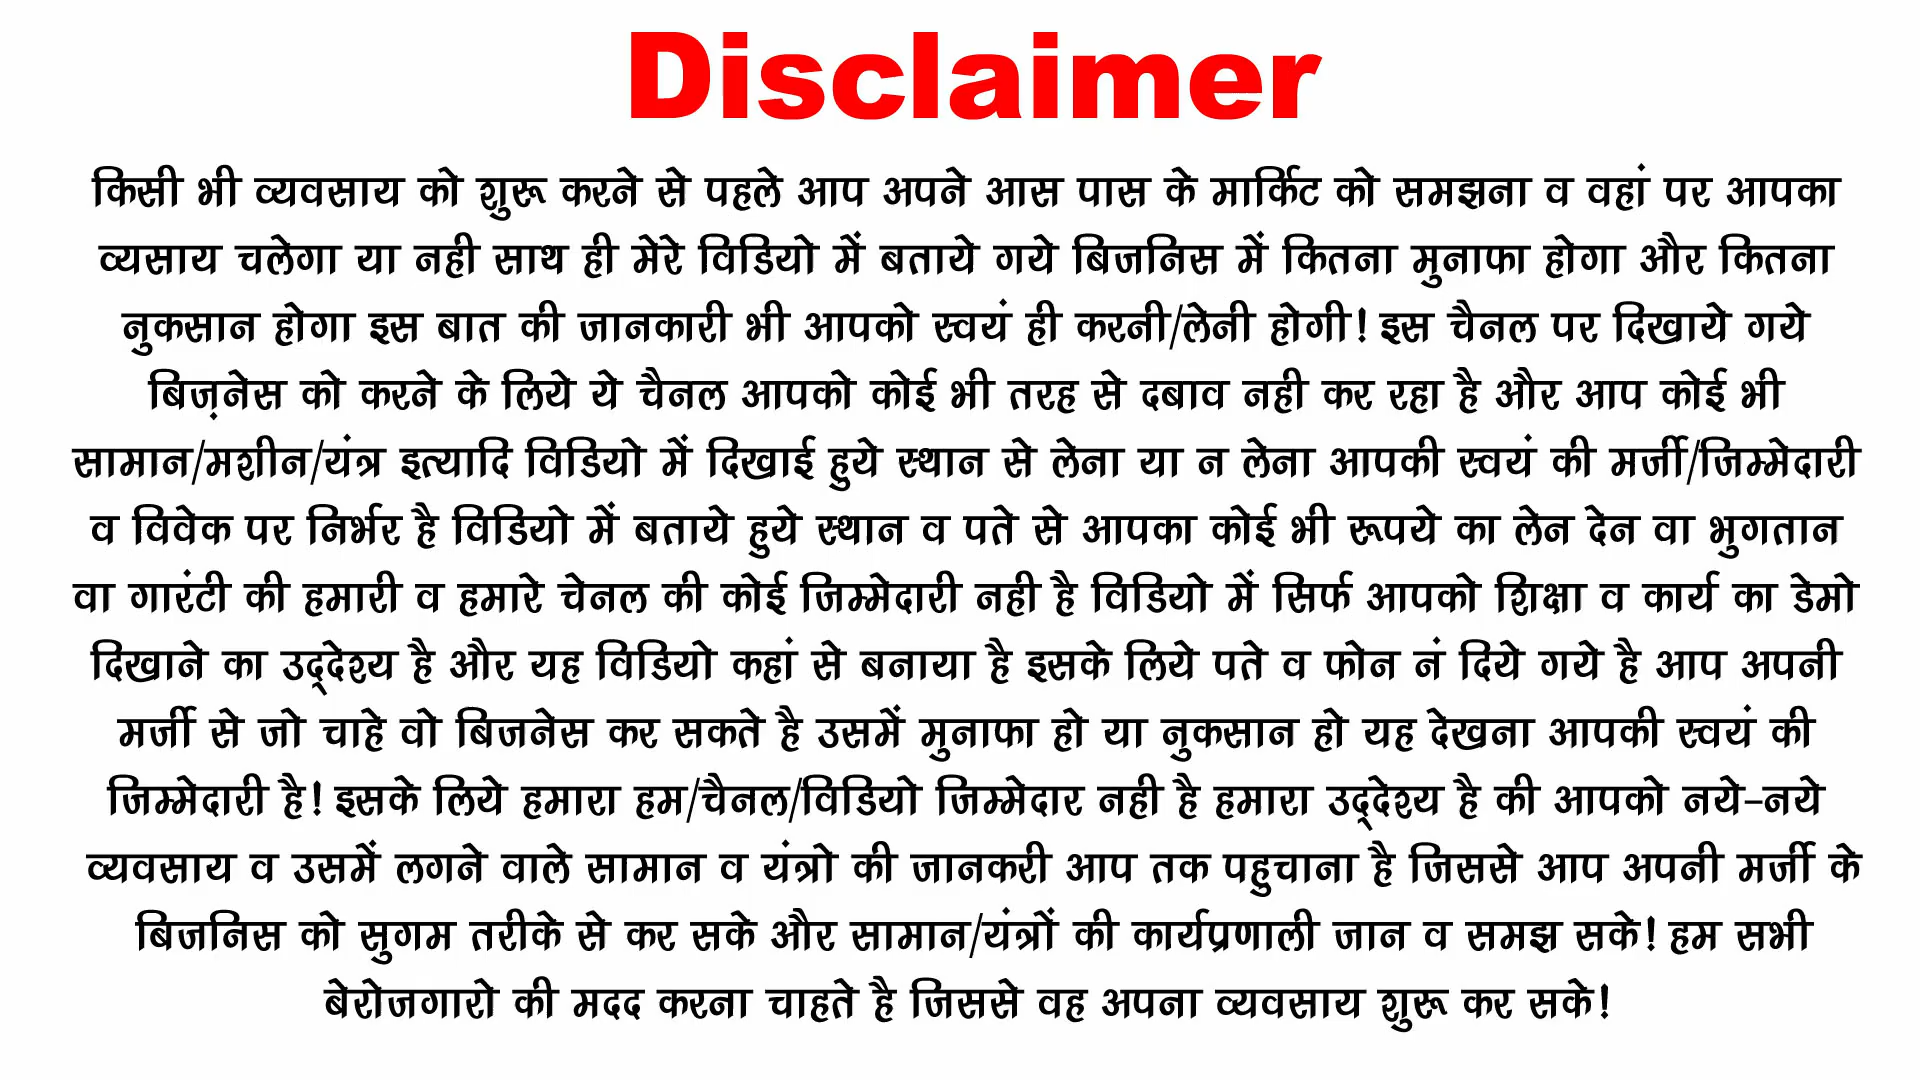 Disclaimer
किसी भी व्यवसाय को शुरू करने से पहले आप अपने आस पास के मार्किट को समझना व वहां पर आपका
व्यसाय चलेगा या नही साथ ही मेरे विडियो में बताये गये बिजनिस में कितना मुनाफा होगा और कितना
नुकसान होगा इस बात की जानकारी भी आपको स्वयं ही करनी/लेनी होगी! इस चैनल पर दिखाये गये
बिज़नेस को करने के लिये ये चैनल आपको कोई भी तरह से दबाव नही कर रहा है और आप कोई भी
सामान/मशीन/यंत्र इत्यादि विडियो में दिखाई हुये स्थान से लेना या न लेना आपकी स्वयं की मर्जी/जिम्मेदारी
व विवेक पर निर्भर है विडियो में बताये हुये स्थान व पते से आपका कोई भी रूपये का लेन देन वा भुगतान
वा गारंटी की हमारी व हमारे चेनल की कोई जिम्मेदारी नही है विडियो में सिर्फ आपको शिक्षा व कार्य का डेमो
दिखाने का उद्देश्य है और यह विडियो कहां से बनाया है इसके लिये पते व फोन नं दिये गये है आप अपनी
मर्जी से जो चाहे वो बिजनेस कर सकते है उसमें मुनाफा हो या नुकसान हो यह देखना आपकी स्वयं की
जिम्मेदारी है! इसके लिये हमारा हम/चैनल/विडियो जिम्मेदार नही है हमारा उद्देश्य है की आपको नये-नये
व्यवसाय व उसमें लगने वाले सामान व यंत्रो की जानकरी आप तक पहुचाना है जिससे आप अपनी मर्जी के
बिजनिस को सुगम तरीके से कर सके और सामान/यंत्रों की कार्यप्रणाली जान व समझ सके! हम सभी
बेरोजगारो की मदद करना चाहते है जिससे वह अपना व्यवसाय शुरू कर सके!